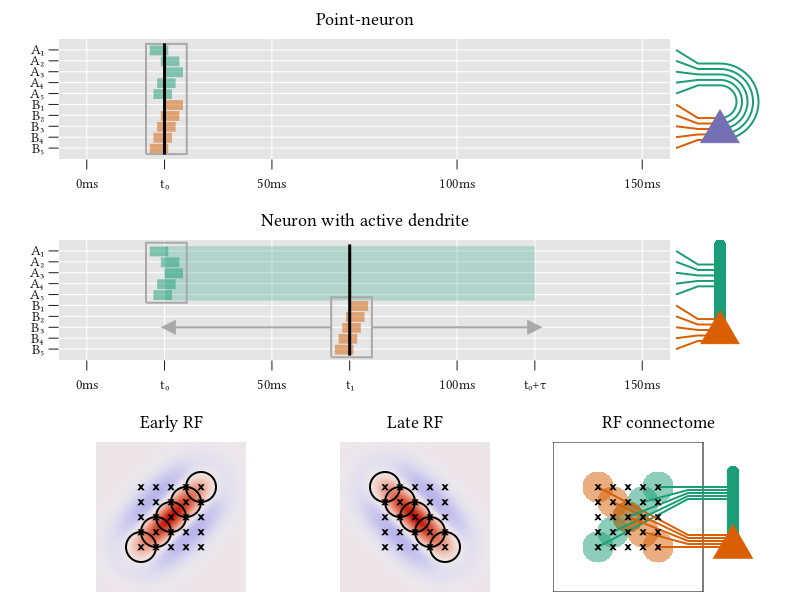 Point-neuron
A₁
A₂
A₃
A₄
A₅
B₁
B₂
B₃
B₄
B₅
0ms t₀ 50ms 100ms 150ms
Neuron with active dendrite
A₁
A₂
A₃
A₄
A₅
B₁
B₂
B₃
B₄
B₅
0ms t₀ 50ms t₁ 100ms t₀+τ 150ms
Early RF Late RF RF connectome